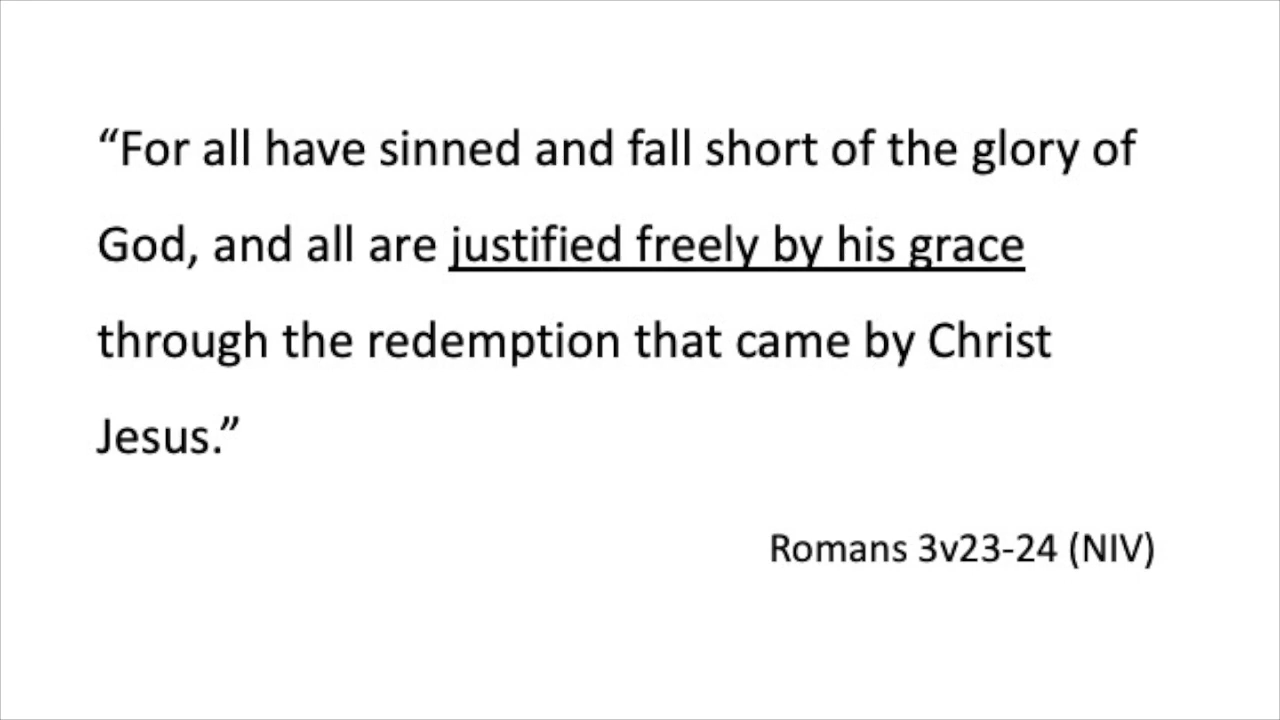 “For all have sinned and fall short of the glory of
God, and all are justified freely by his grace
through the redemption that came by Christ
Jesus.”
Romans 3v23-24 (NIV)